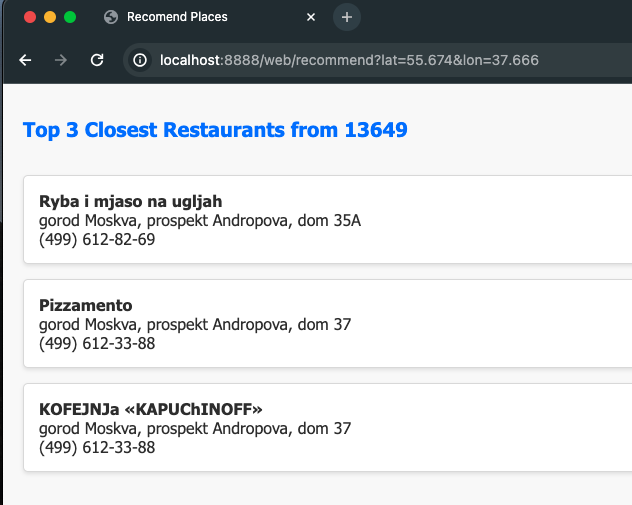 Recomend Places
localhost:8888/web/recommend?lat=55.674&lon=37.666
Top 3 Closest Restaurants from 13649
Ryba i mjaso na ugljah
gorod Moskva, prospekt Andropova, dom 35A
(499) 612-82-69
Pizzamento
gorod Moskva, prospekt Andropova, dom 37
(499) 612-33-88
KOFEJNJa «KAPUChINOFF»
gorod Moskva, prospekt Andropova, dom 37
(499) 612-33-88